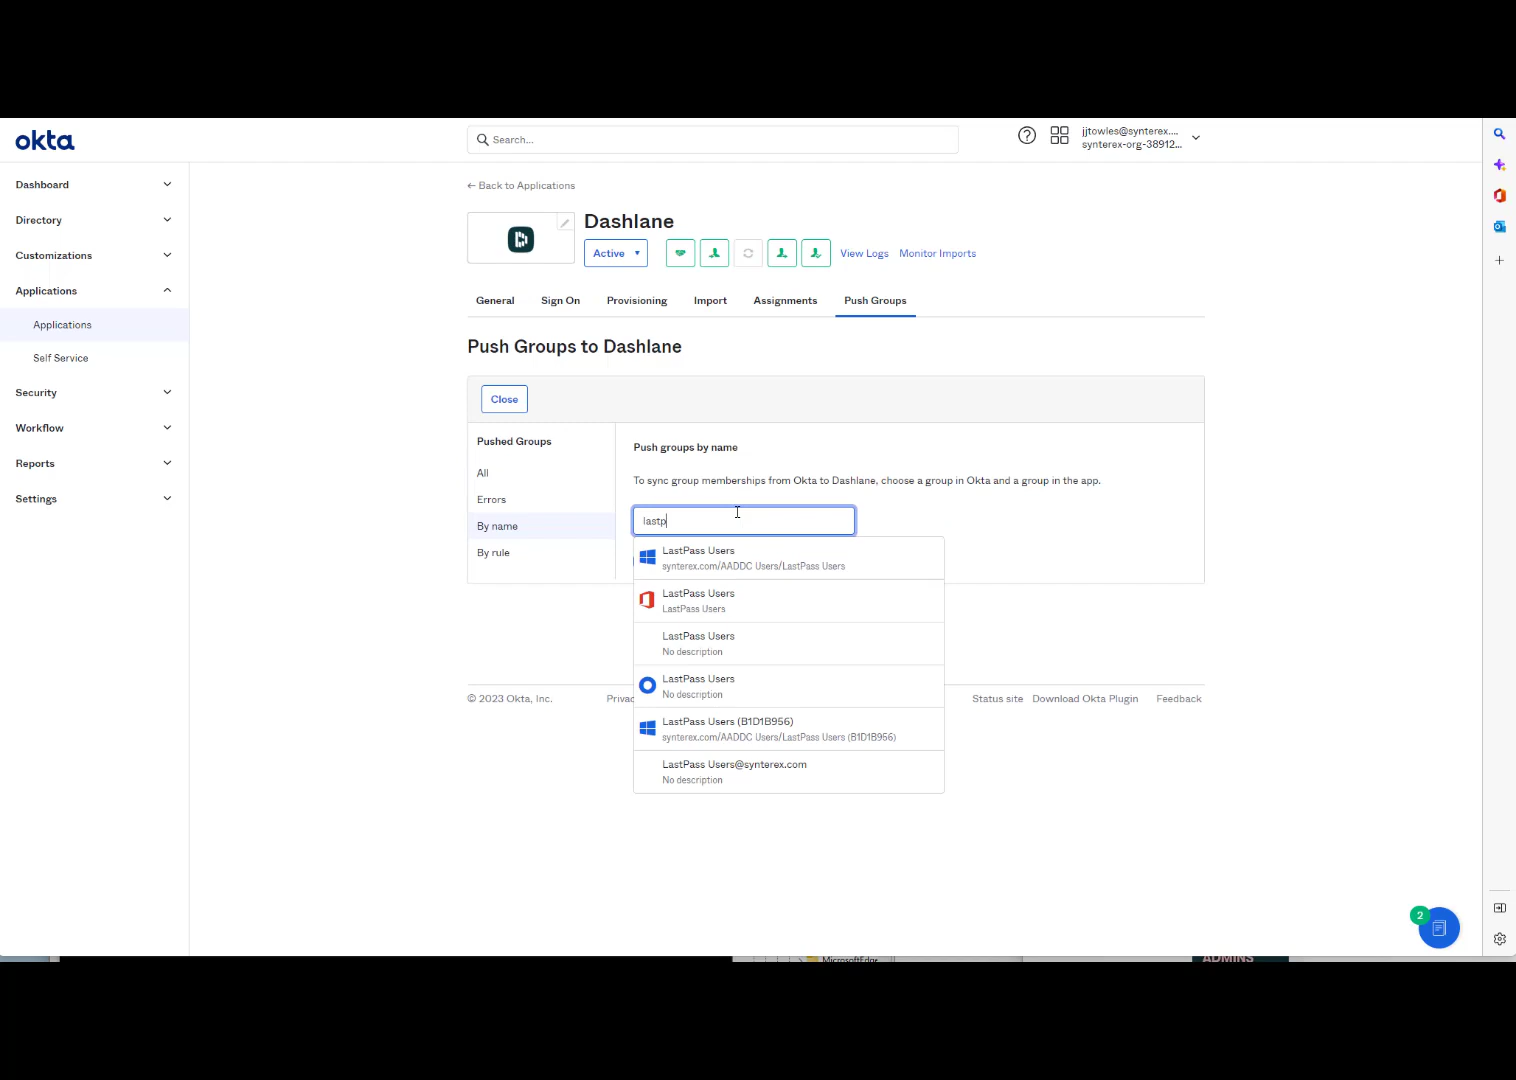 okta
Search...
jjtowles@synterex....
synterex-org-38912...
Dashboard
Directory
Customizations
Applications
Applications
Self Service
Security
Workflow
Reports
Settings
← Back to Applications
Dashlane
Active
View Logs
Monitor Imports
General
Sign On
Provisioning
Import
Assignments
Push Groups
Push Groups to Dashlane
Close
Pushed Groups
All
Errors
By name
By rule
Push groups by name
To sync group memberships from Okta to Dashlane, choose a group in Okta and a group in the app.
lastp
LastPass Users
synterex.com/AADDC Users/LastPass Users
LastPass Users
LastPass Users
LastPass Users
No description
LastPass Users
No description
LastPass Users (B1D1B956)
synterex.com/AADDC Users/LastPass Users (B1D1B956)
LastPass Users@synterex.com
No description
© 2023 Okta, Inc.
Privac
Status site
Download Okta Plugin
Feedback
2
MicrosoftEdge
ADMINS